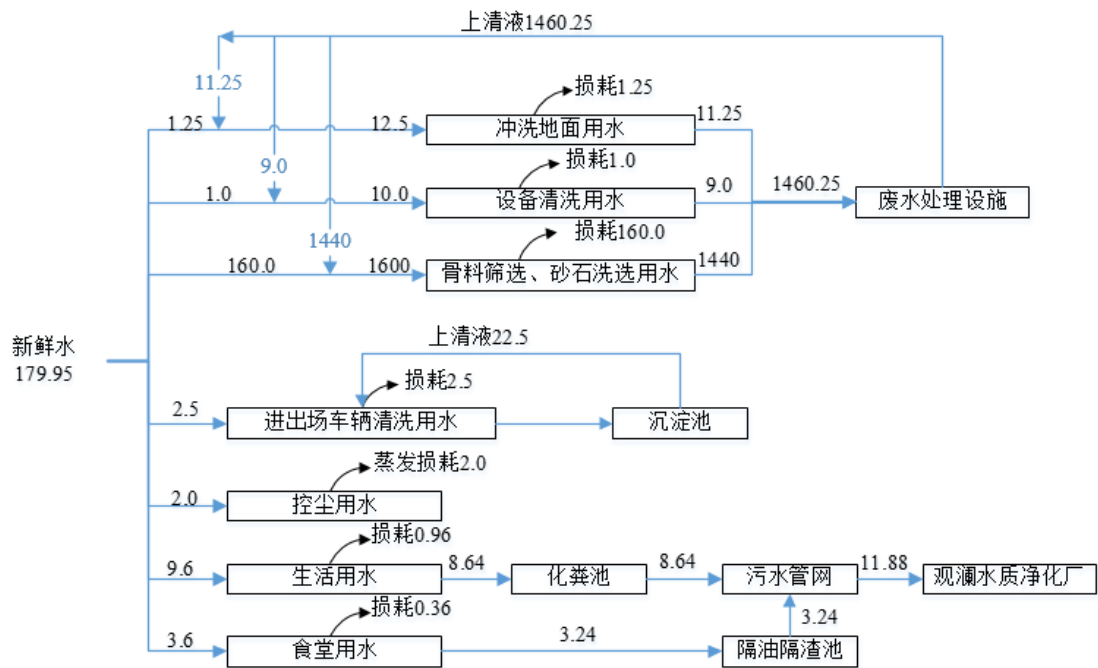 上清液1460.25
11.25
损耗1.25
1.25
12.5
冲洗地面用水
11.25
9.0
损耗1.0
1.0
10.0
设备清洗用水
9.0
1460.25
废水处理设施
1440
损耗160.0
160.0
1600
骨料筛选、砂石洗选用水
1440
新鲜水
179.95
上清液22.5
损耗2.5
2.5
进出场车辆清洗用水
沉淀池
蒸发损耗2.0
2.0
控尘用水
损耗0.96
9.6
生活用水
8.64
化粪池
8.64
污水管网
11.88
观澜水质净化厂
损耗0.36
3.6
食堂用水
3.24
3.24
隔油隔渣池